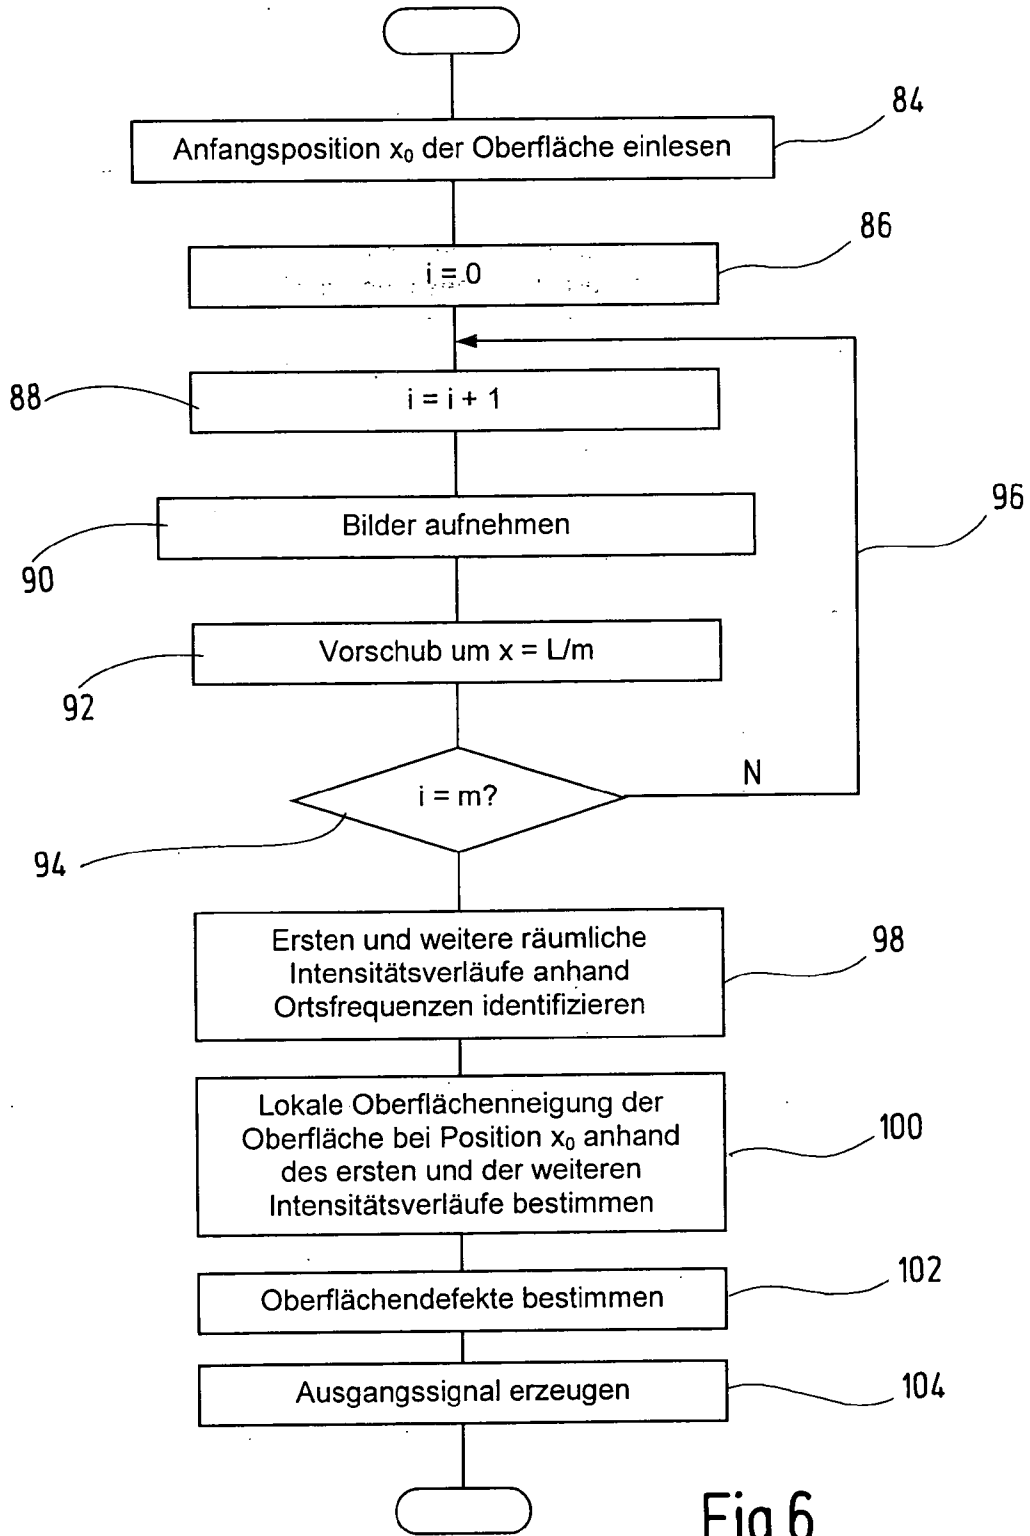 84
Anfangsposition x₀ der Oberfläche einlesen
86
i = 0
88
i = i + 1
96
Bilder aufnehmen
90
Vorschub um x = L/m
92
N
i = m?
94
Ersten und weitere räumliche
Intensitätsverläufe anhand
Ortsfrequenzen identifizieren
98
Lokale Oberflächenneigung der
Oberfläche bei Position x₀ anhand
des ersten und der weiteren
Intensitätsverläufe bestimmen
100
102
Oberflächendefekte bestimmen
104
Ausgangssignal erzeugen
Fig.6